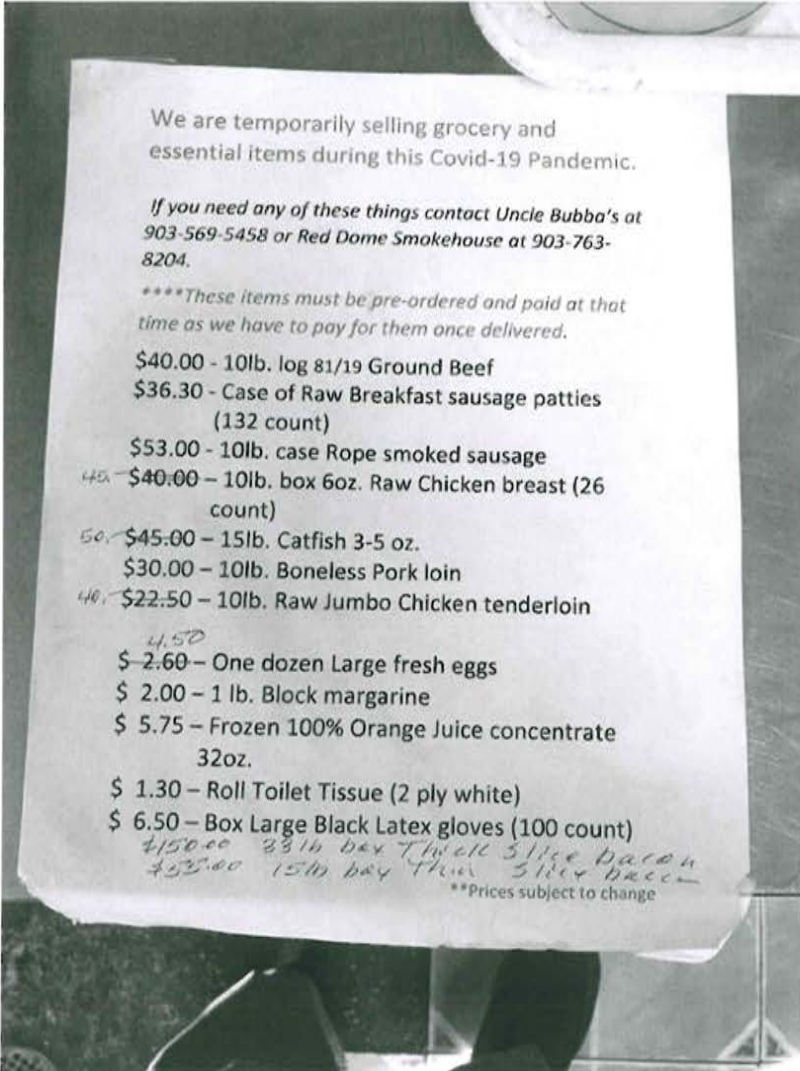 We are temporarily selling grocery and
essential items during this Covid-19 Pandemic.
If you need any of these things contact Uncle Bubba's at
903-569-5458 or Red Dome Smokehouse at 903-763-
8204.
****These items must be pre-ordered and paid at that
time as we have to pay for them once delivered.
$40.00 - 10lb. log 81/19 Ground Beef
$36.30 - Case of Raw Breakfast sausage patties
(132 count)
$53.00 - 10lb. case Rope smoked sausage
45. $40.00 – 10lb. box 6oz. Raw Chicken breast (26
count)
50. $45.00 – 15lb. Catfish 3-5 oz.
$30.00 – 10lb. Boneless Pork loin
40. $22.50 – 10lb. Raw Jumbo Chicken tenderloin
4.50
$ 2.60 – One dozen Large fresh eggs
$ 2.00 – 1 lb. Block margarine
$ 5.75 – Frozen 100% Orange Juice concentrate
32oz.
$ 1.30 – Roll Toilet Tissue (2 ply white)
$ 6.50 – Box Large Black Latex gloves (100 count)
$150.00 33 lb box Thick Slice bacon
$55.00 15lb box Thin Slice bacon
**Prices subject to change